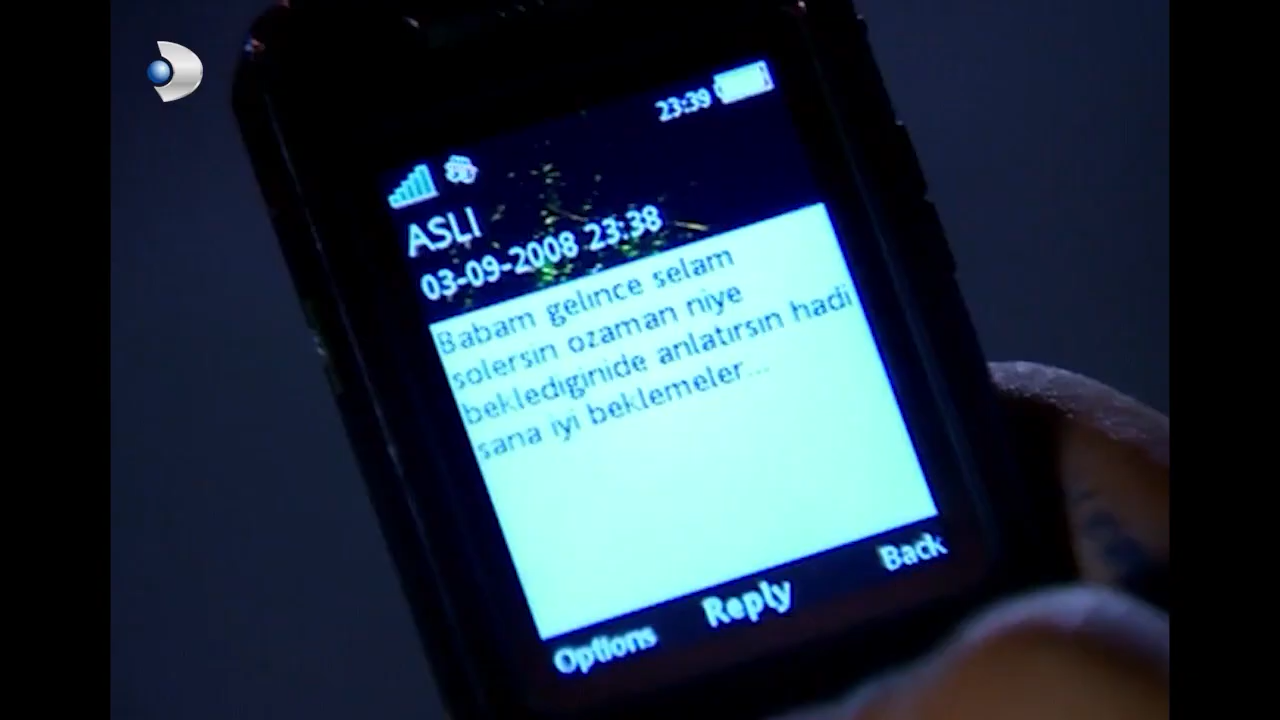 23:39
ASLI
03-09-2008 23:38
Babam gelince selam
solersin ozaman niye
beklediginide anlatırsın hadi
sana iyi beklemeler...
Options Reply Back